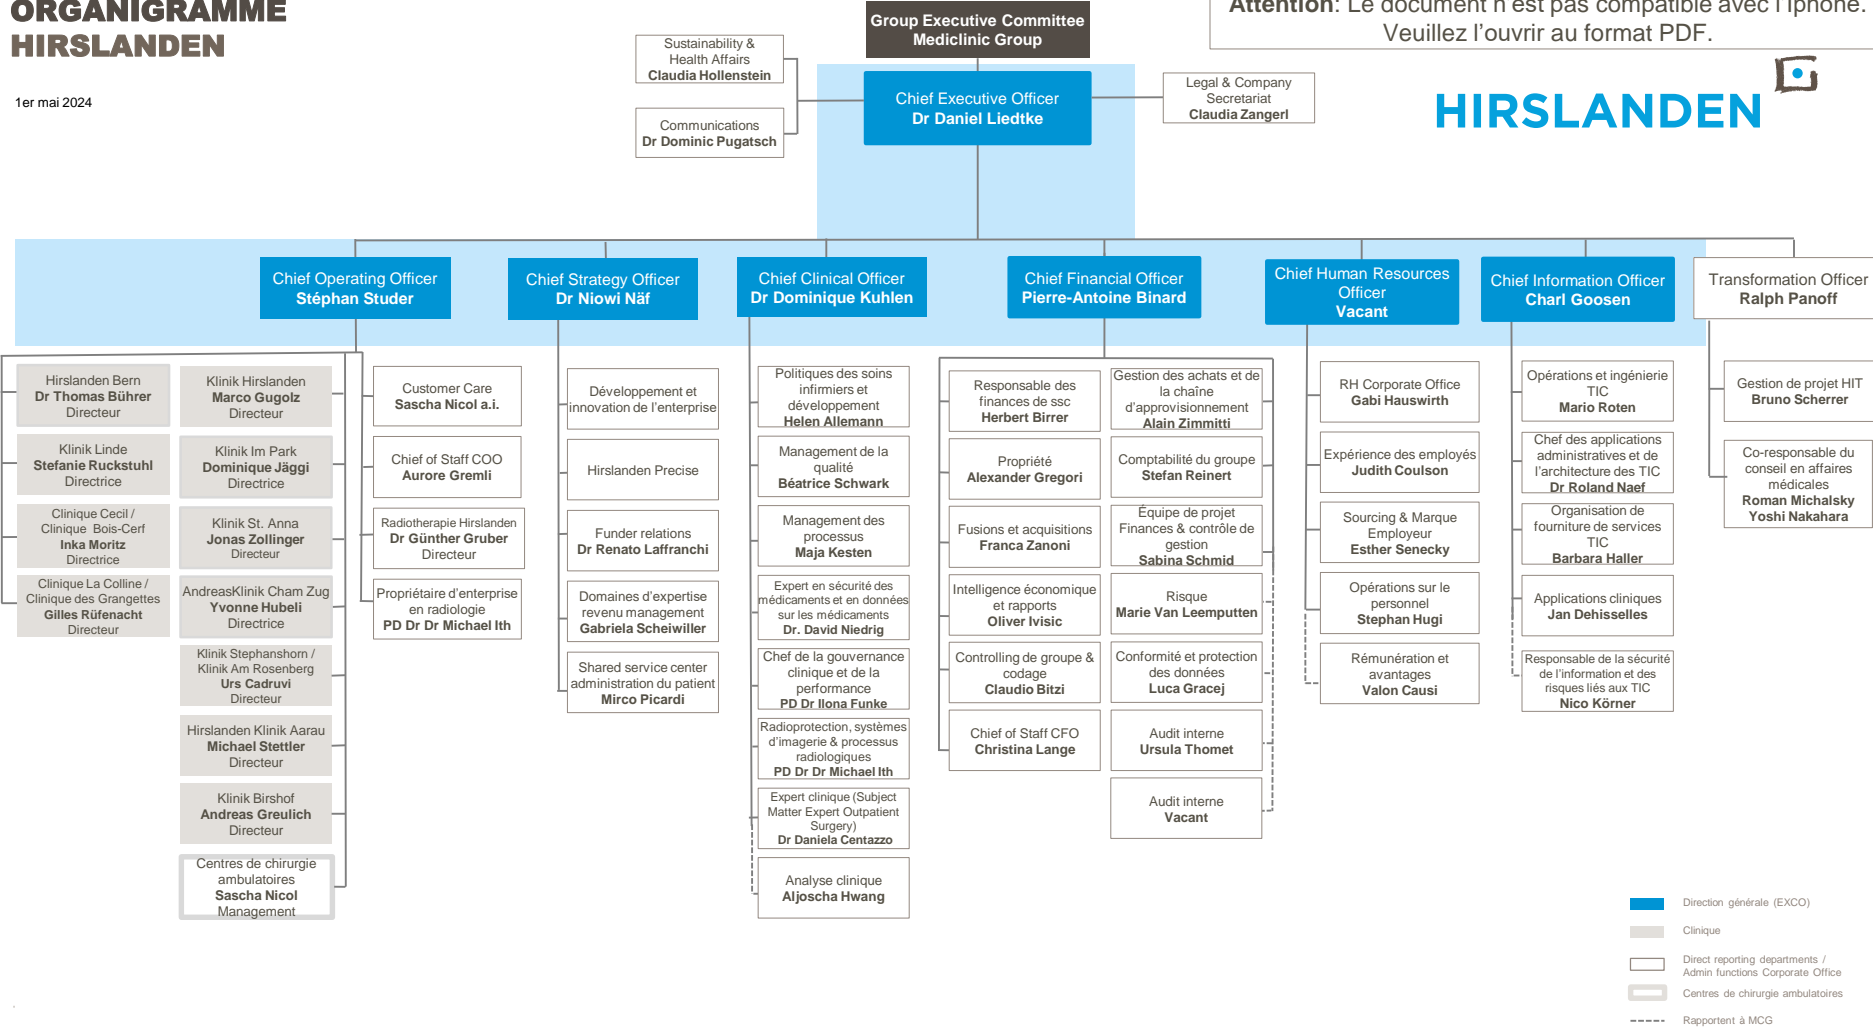 ORGANIGRAMME
HIRSLANDEN
1er mai 2024
Group Executive Committee
Mediclinic Group
Attention: Le document n'est pas compatible avec l'Iphone.
Veuillez l'ouvrir au format PDF.
HIRSLANDEN
Sustainability &
Health Affairs
Claudia Hollenstein
Communications
Dr Dominic Pugatsch
Chief Executive Officer
Dr Daniel Liedtke
Legal & Company
Secretariat
Claudia Zangerl
Chief Operating Officer
Stéphan Studer
Chief Strategy Officer
Dr Niowi Näf
Chief Clinical Officer
Dr Dominique Kuhlen
Chief Financial Officer
Pierre-Antoine Binard
Chief Human Resources
Officer
Vacant
Chief Information Officer
Charl Goosen
Transformation Officer
Ralph Panoff
Hirslanden Bern
Dr Thomas Bührer
Directeur
Klinik Linde
Stefanie Ruckstuhl
Directrice
Clinique Cecil /
Clinique Bois-Cerf
Inka Moritz
Directrice
Clinique La Colline /
Clinique des Grangettes
Gilles Rüfenacht
Directeur
Klinik Hirslanden
Marco Gugolz
Directeur
Klinik Im Park
Dominique Jäggi
Directrice
Klinik St. Anna
Jonas Zollinger
Directeur
AndreasKlinik Cham Zug
Yvonne Hubeli
Directrice
Klinik Stephanshorn /
Klinik Am Rosenberg
Urs Cadruvi
Directeur
Hirslanden Klinik Aarau
Michael Stettler
Directeur
Klinik Birshof
Andreas Greulich
Directeur
Centres de chirurgie
ambulatoires
Sascha Nicol
Management
Customer Care
Sascha Nicol a.i.
Chief of Staff COO
Aurore Gremli
Radiotherapie Hirslanden
Dr Günther Gruber
Directeur
Propriétaire d'enterprise
en radiologie
PD Dr Dr Michael Ith
Développement et
innovation de l'enterprise
Hirslanden Precise
Funder relations
Dr Renato Laffranchi
Domaines d'expertise
revenu management
Gabriela Scheiwiller
Shared service center
administration du patient
Mirco Picardi
Politiques des soins
infirmiers et
développement
Helen Allemann
Management de la
qualité
Béatrice Schwark
Management des
processus
Maja Kesten
Expert en sécurité des
médicaments et en données
sur les médicaments
Dr. David Niedrig
Chef de la gouvernance
clinique et de la
performance
PD Dr Ilona Funke
Radioprotection, systèmes
d'imagerie & processus
radiologiques
PD Dr Dr Michael Ith
Expert clinique (Subject
Matter Expert Outpatient
Surgery)
Dr Daniela Centazzo
Analyse clinique
Aljoscha Hwang
Responsable des
finances de ssc
Herbert Birrer
Propriété
Alexander Gregori
Fusions et acquisitions
Franca Zanoni
Intelligence économique
et rapports
Oliver Ivisic
Controlling de groupe &
codage
Claudio Bitzi
Chief of Staff CFO
Christina Lange
Gestion des achats et de
la chaîne
d'approvisionnement
Alain Zimmitti
Comptabilité du groupe
Stefan Reinert
Équipe de projet
Finances & contrôle de
gestion
Sabina Schmid
Risque
Marie Van Leemputten
Conformité et protection
des données
Luca Gracej
Audit interne
Ursula Thomet
Audit interne
Vacant
RH Corporate Office
Gabi Hauswirth
Expérience des employés
Judith Coulson
Sourcing & Marque
Employeur
Esther Senecky
Opérations sur le
personnel
Stephan Hugi
Rémunération et
avantages
Valon Causi
Opérations et ingénierie
TIC
Mario Roten
Chef des applications
administratives et de
l'architecture des TIC
Dr Roland Naef
Organisation de
fourniture de services
TIC
Barbara Haller
Applications cliniques
Jan Dehisselles
Responsable de la sécurité
de l'information et des
risques liés aux TIC
Nico Körner
Gestion de projet HIT
Bruno Scherrer
Co-responsable du
conseil en affaires
médicales
Roman Michalsky
Yoshi Nakahara
Direction générale (EXCO)
Clinique
Direct reporting departments /
Admin functions Corporate Office
Centres de chirurgie ambulatoires
Rapportent à MCG